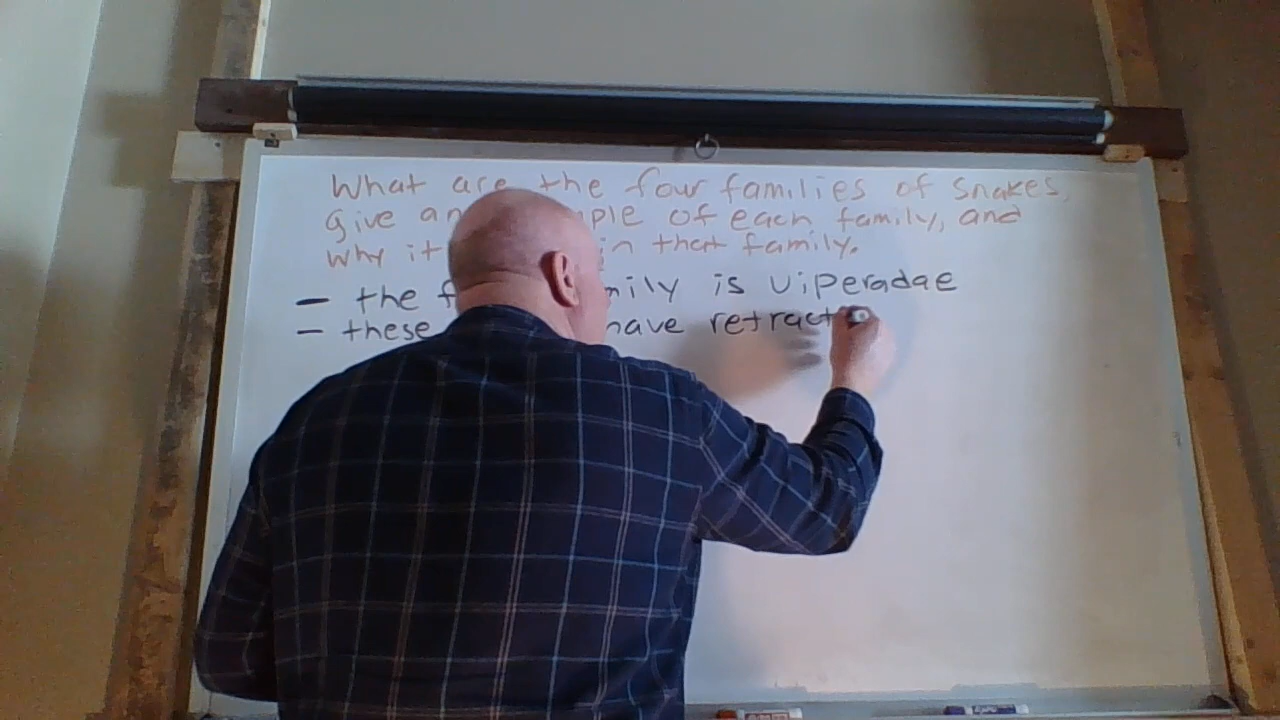 What are the four families of snakes,
give an ple of each family, and
why it in that family.
- the f mily is viperadae
- these have retract